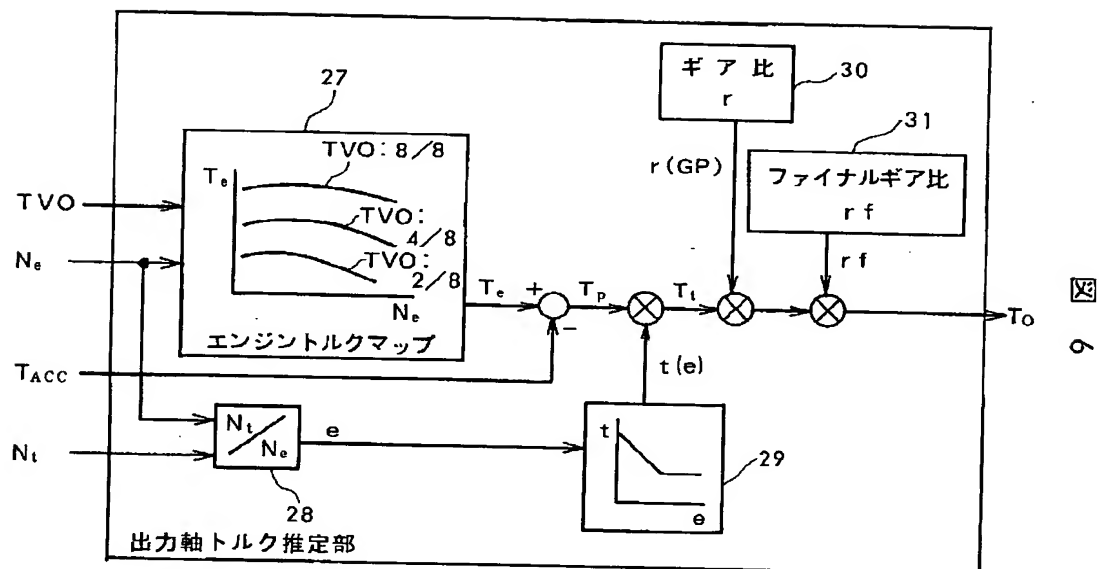 27
TVO: 8/8
TVO:
4/8
TVO:
2/8
Te
Ne
エンジントルクマップ
TVO
Ne
TACC
Nt
Nt/Ne
28
e
t
e
29
t(e)
Te
+
-
Tp
Tt
ギア比
r
30
r(GP)
31
ファイナルギア比
rf
rf
To
出力軸トルク推定部
図
6